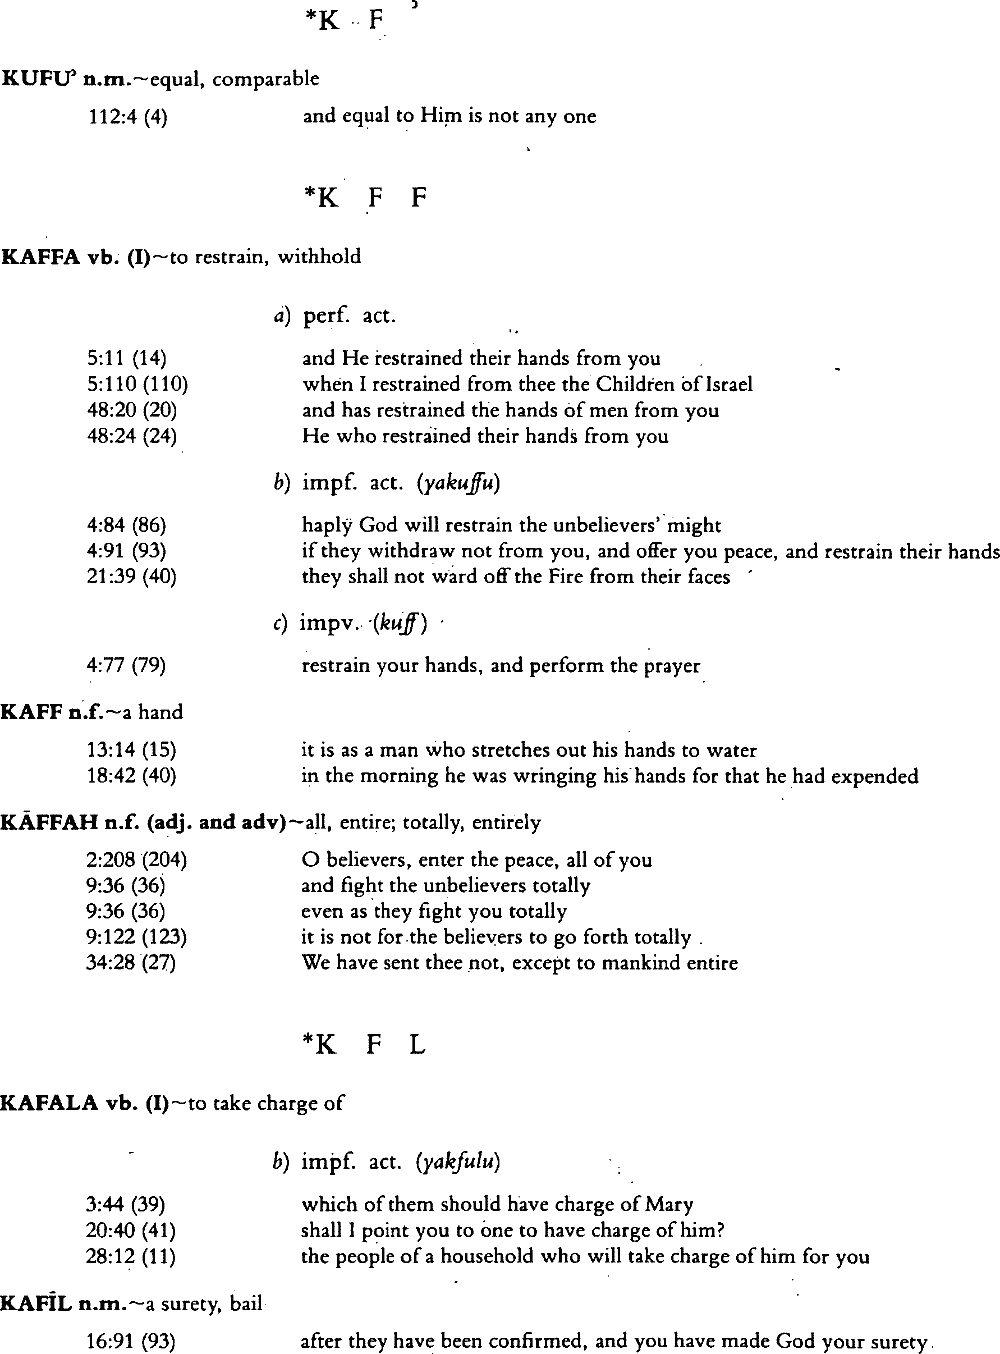 *K F ʾ
KUFUʾ n.m.~equal, comparable
112:4 (4) and equal to Him is not any one
*K F F
KAFFA vb. (I)~to restrain, withhold
a) perf. act.
5:11 (14) and He restrained their hands from you
5:110 (110) when I restrained from thee the Children of Israel
48:20 (20) and has restrained the hands of men from you
48:24 (24) He who restrained their hands from you
b) impf. act. (yakuffu)
4:84 (86) haply God will restrain the unbelievers' might
4:91 (93) if they withdraw not from you, and offer you peace, and restrain their hands
21:39 (40) they shall not ward off the Fire from their faces
c) impv. (kuff)
4:77 (79) restrain your hands, and perform the prayer
KAFF n.f.~a hand
13:14 (15) it is as a man who stretches out his hands to water
18:42 (40) in the morning he was wringing his hands for that he had expended
KĀFFAH n.f. (adj. and adv)~all, entire; totally, entirely
2:208 (204) O believers, enter the peace, all of you
9:36 (36) and fight the unbelievers totally
9:36 (36) even as they fight you totally
9:122 (123) it is not for the believers to go forth totally
34:28 (27) We have sent thee not, except to mankind entire
*K F L
KAFALA vb. (I)~to take charge of
b) impf. act. (yakfulu)
3:44 (39) which of them should have charge of Mary
20:40 (41) shall I point you to one to have charge of him?
28:12 (11) the people of a household who will take charge of him for you
KAFĪL n.m.~a surety, bail
16:91 (93) after they have been confirmed, and you have made God your surety